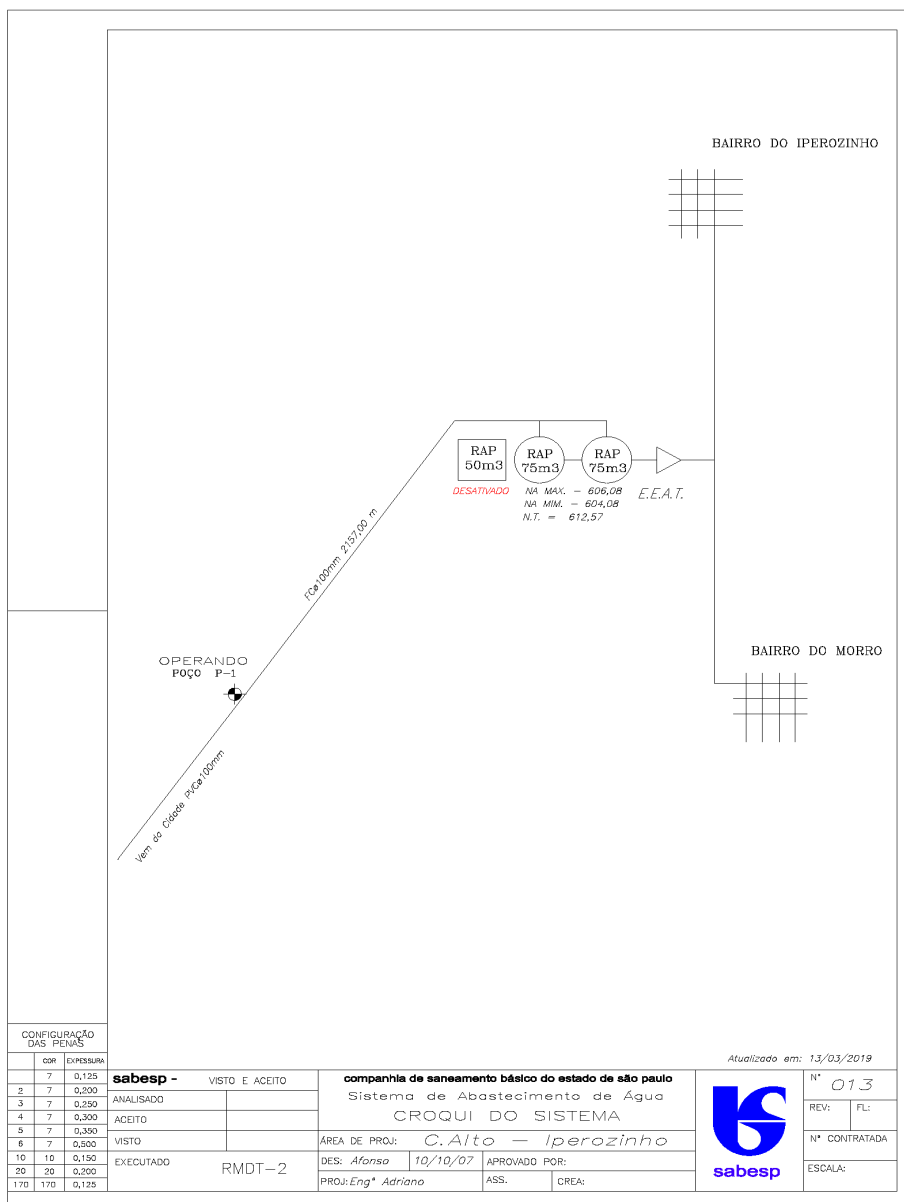 BAIRRO DO IPEROZINHO
RAP
50m3
RAP
75m3
RAP
75m3
DESATIVADO
NA MAX. - 606,08
NA MIM. - 604,08
N.T. = 612,57
E.E.A.T.
FCø100mm 2157,00 m
OPERANDO
POÇO P-1
BAIRRO DO MORRO
Vem da Cidade PVCø100mm
CONFIGURAÇÃO
DAS PENAS
COR EXPESSURA
7 0,125
2 7 0,200
3 7 0,250
4 7 0,300
5 7 0,350
6 7 0,500
10 10 0,150
20 20 0,200
170 170 0,125
Atualizado em: 13/03/2019
sabesp - VISTO E ACEITO
ANALISADO
ACEITO
VISTO
EXECUTADO RMDT-2
companhia de saneamento básico do estado de são paulo
Sistema de Abastecimento de Água
CROQUI DO SISTEMA
ÁREA DE PROJ: C.Alto - Iperozinho
DES: Afonso 10/10/07 APROVADO POR:
PROJ: Engº Adriano ASS. CREA:
sabesp
N° 013
REV: FL:
N° CONTRATADA
ESCALA: